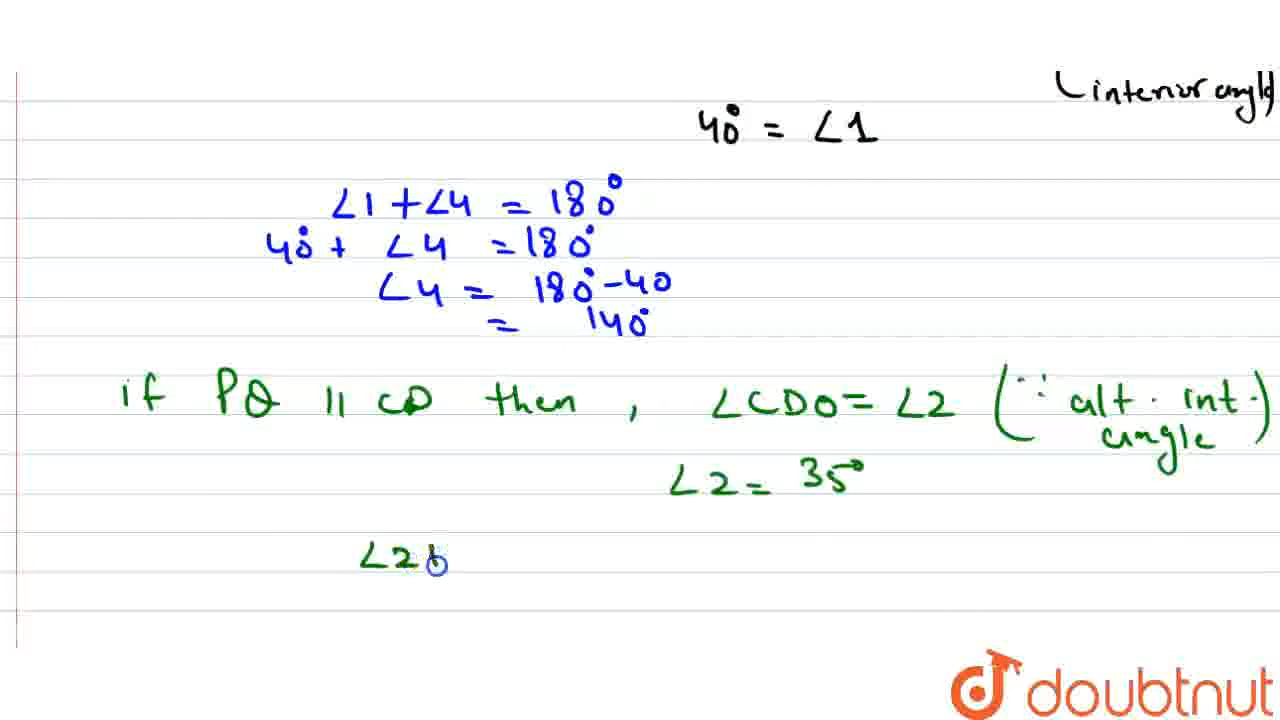 (interior angle)
40° = ∠1
∠1 + ∠4 = 180°
40° + ∠4 = 180°
∠4 = 180° - 40
= 140°
if PQ || CD then, ∠CDO = ∠2 (∵ alt. int. angle)
∠2 = 35°
∠2
doubtnut